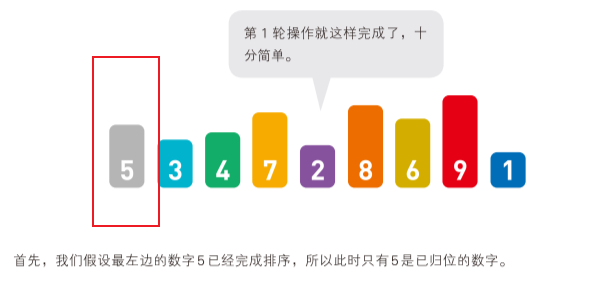 第 1 轮操作就这样完成了，十
分简单。
5 3 4 7 2 8 6 9 1
首先，我们假设最左边的数字 5 已经完成排序，所以此时只有 5 是已归位的数字。